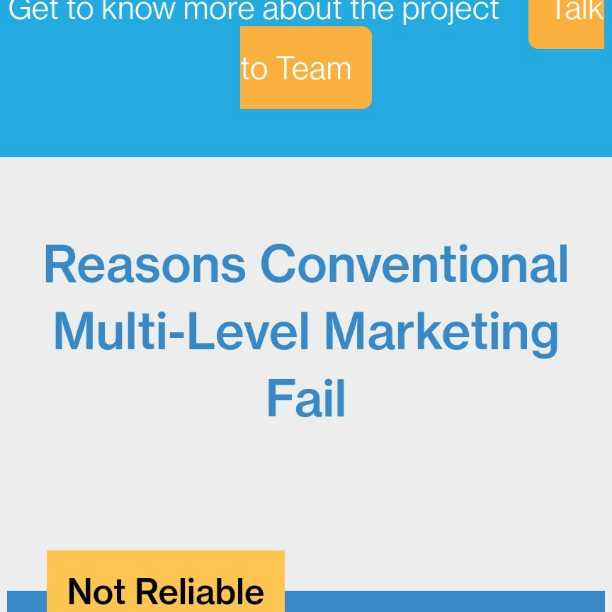 Get to know more about the project Talk
to Team
Reasons Conventional
Multi-Level Marketing
Fail
Not Reliable